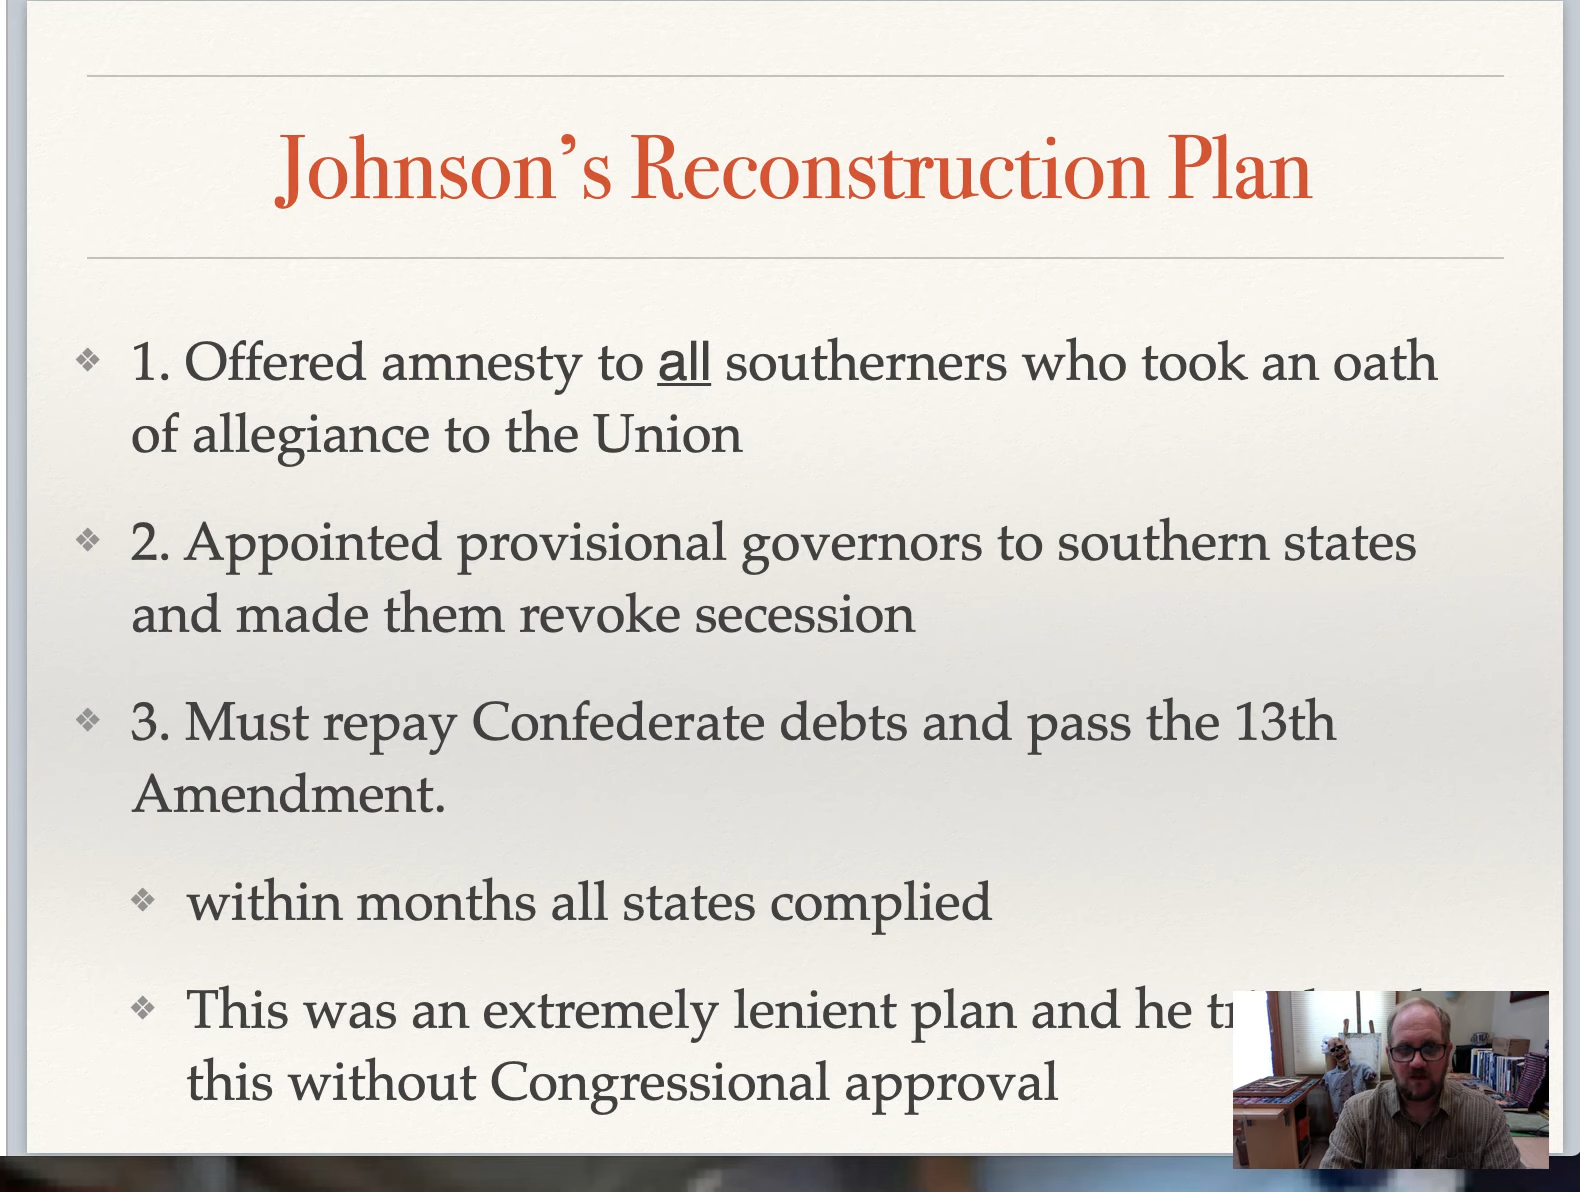 Johnson’s Reconstruction Plan
1. Offered amnesty to all southerners who took an oath
of allegiance to the Union
2. Appointed provisional governors to southern states
and made them revoke secession
3. Must repay Confederate debts and pass the 13th
Amendment.
within months all states complied
This was an extremely lenient plan and he
this without Congressional approval